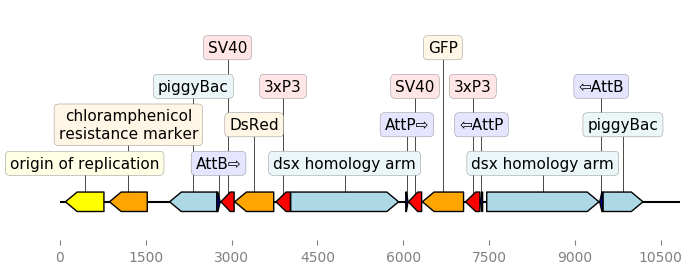 SV40
GFP
piggyBac
3xP3
SV40
3xP3
⇦AttB
chloramphenicol
resistance marker
DsRed
AttP⇨
⇦AttP
piggyBac
origin of replication
AttB⇨
dsx homology arm
dsx homology arm
0
1500
3000
4500
6000
7500
9000
10500